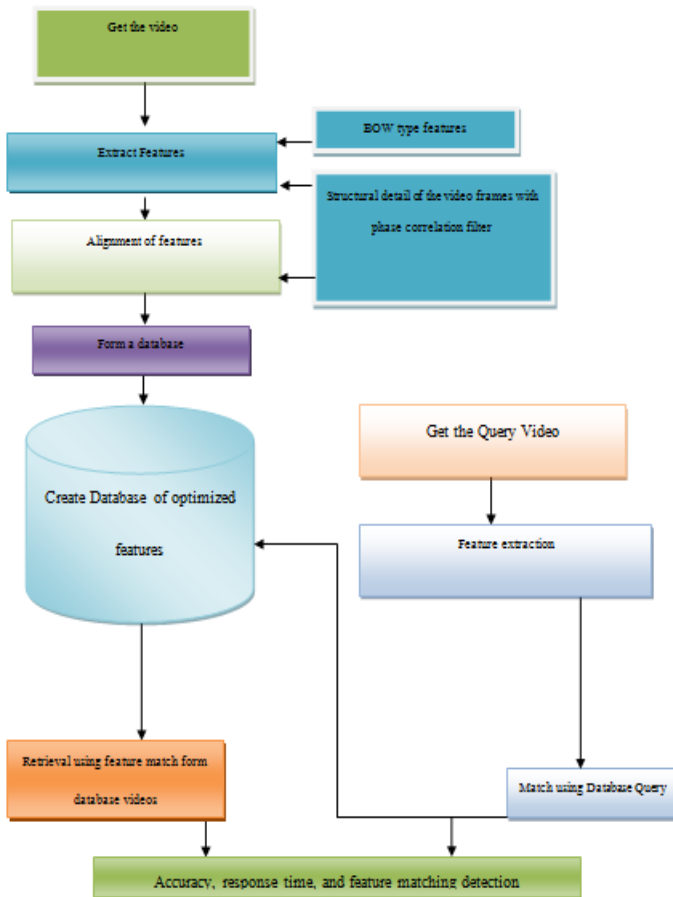 Get the video
BOW type features
Extract Features
Structural detail of the video frames with
phase correlation filter
Alignment of features
Form a database
Get the Query Video
Create Database of optimized
features
Feature extraction
Retrieval using feature match form
database videos
Match using Database Query
Accuracy, response time, and feature matching detection